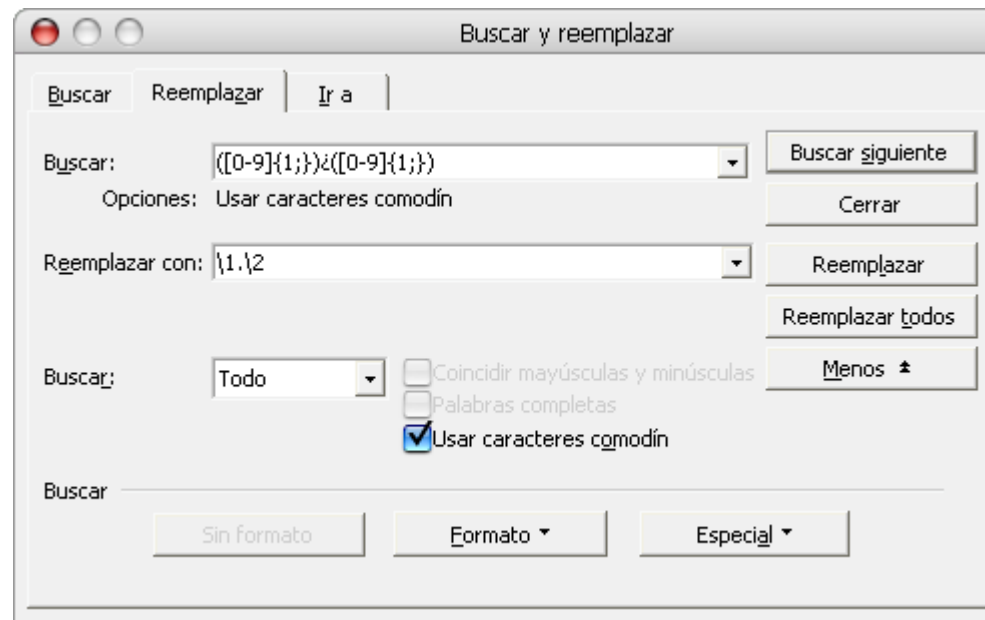 Buscar y reemplazar
Buscar Reemplazar Ir a
Buscar: ([0-9]{1;})¿([0-9]{1;}) Buscar siguiente
Opciones: Usar caracteres comodín Cerrar
Reemplazar con: \1.\2 Reemplazar
Reemplazar todos
Buscar: Todo Coincidir mayúsculas y minúsculas Menos
Palabras completas
Usar caracteres comodín
Buscar
Sin formato Formato Especial